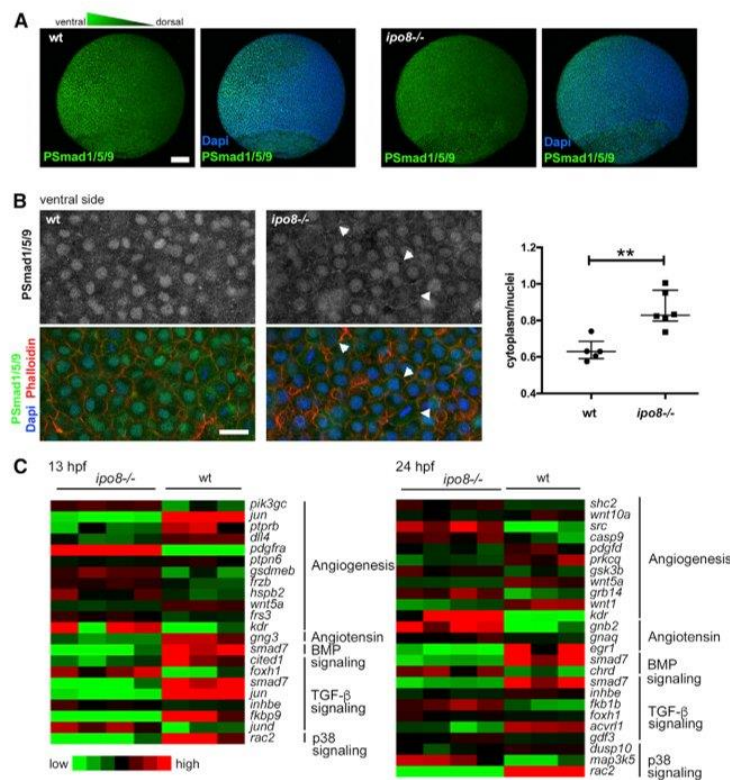 A
ventral dorsal
wt
PSmad1/5/9
Dapi
PSmad1/5/9
ipo8-/-
PSmad1/5/9
Dapi
PSmad1/5/9
B
ventral side
wt
ipo8-/-
PSmad1/5/9
PSmad1/5/9
Dapi Phalloidin
cytoplasm/nuclei
**
1.2
1.0
0.8
0.6
0.4
wt ipo8-/-
C
13 hpf
ipo8-/- wt
pik3gc
jun
ptprb
dll4
pdgfra
ptpn6
gsdmeb
frzb
hspb2
wnt5a
frs3
kdr
gng3
smad7
cited1
foxh1
smad7
jun
inhbe
fkbp9
jund
rac2
Angiogenesis
Angiotensin
BMP
signaling
TGF-β
signaling
p38
signaling
low high
24 hpf
ipo8-/- wt
shc2
wnt10a
src
casp9
pdgfd
prkcq
gsk3b
wnt5a
grb14
wnt1
kdr
gnb2
gnaq
egr1
smad7
chrd
smad7
inhbe
fkb1b
foxh1
acvrl1
gdf3
dusp10
map3k5
rac2
Angiogenesis
Angiotensin
BMP
signaling
TGF-β
signaling
p38
signaling